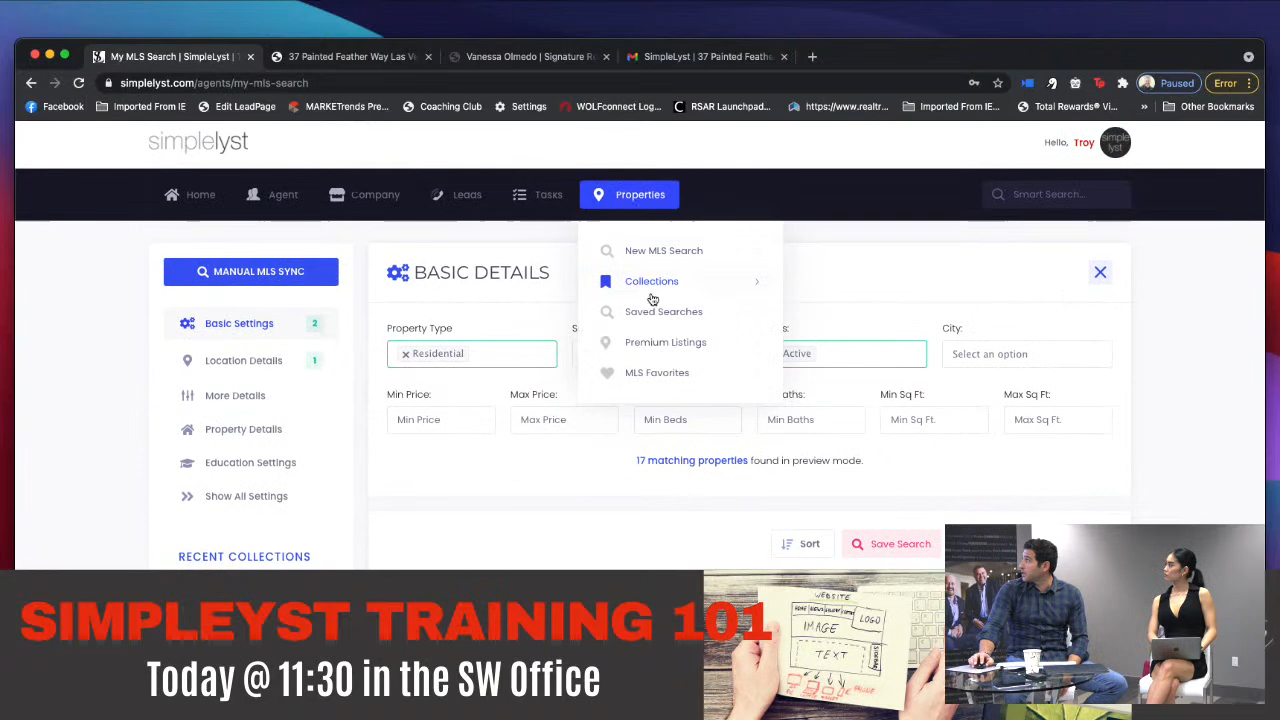 My MLS Search | SimpleLyst | T
37 Painted Feather Way Las Ve
Vanessa Olmedo | Signature Re
SimpleLyst | 37 Painted Feathe
simplelyst.com/agents/my-mls-search
Paused
Error
Facebook
Imported From IE
Edit LeadPage
MARKETrends Pre...
Coaching Club
Settings
WOLFconnect Log...
RSAR Launchpad...
https://www.realtr...
Imported From IE...
Total Rewards® Vi...
Other Bookmarks
simplelyst
Hello, Troy
simple
lyst
Home
Agent
Company
Leads
Tasks
Properties
Smart Search...
New MLS Search
Collections
Saved Searches
Premium Listings
MLS Favorites
MANUAL MLS SYNC
Basic Settings 2
Location Details 1
More Details
Property Details
Education Settings
Show All Settings
RECENT COLLECTIONS
BASIC DETAILS
Property Type
S
s:
City:
Residential
Active
Select an option
Min Price:
Max Price:
aths:
Min Sq Ft:
Max Sq Ft:
Min Price
Max Price
Min Beds
Min Baths
Min Sq Ft.
Max Sq Ft.
17 matching properties found in preview mode.
Sort
Save Search
SIMPLEYST TRAINING 101
Today @ 11:30 in the SW Office
WEBSITE
LOGO
IMAGE
TEXT